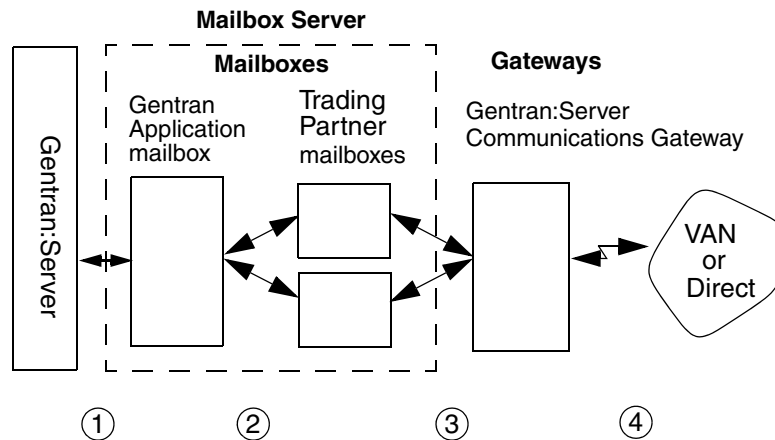 Mailbox Server
Mailboxes
Gateways
Gentran:Server
Gentran
Application
mailbox
Trading
Partner
mailboxes
Gentran:Server
Communications Gateway
VAN
or
Direct
1
2
3
4